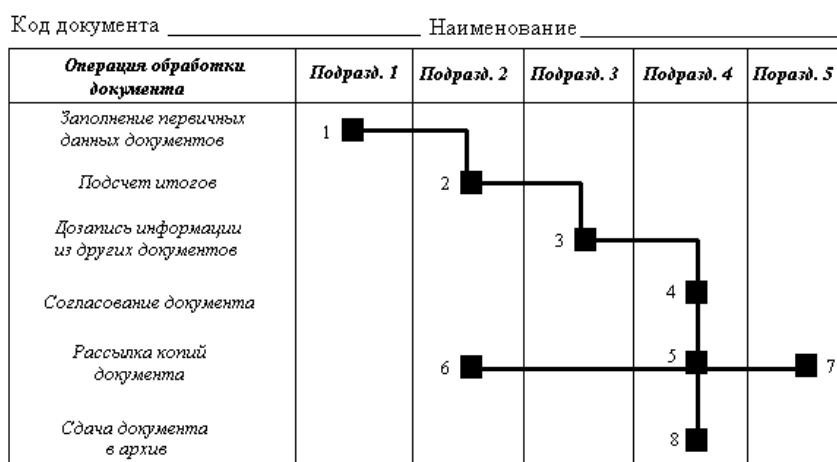 Код документа Наименование
Операция обработки документа Подразд. 1 Подразд. 2 Подразд. 3 Подразд. 4 Поразд. 5
Заполнение первичных
данных документов
1
Подсчет итогов
2
Дозапись информации
из других документов
3
Согласование документа
4
Рассылка копий
документа
6
5
7
Сдача документа
в архив
8